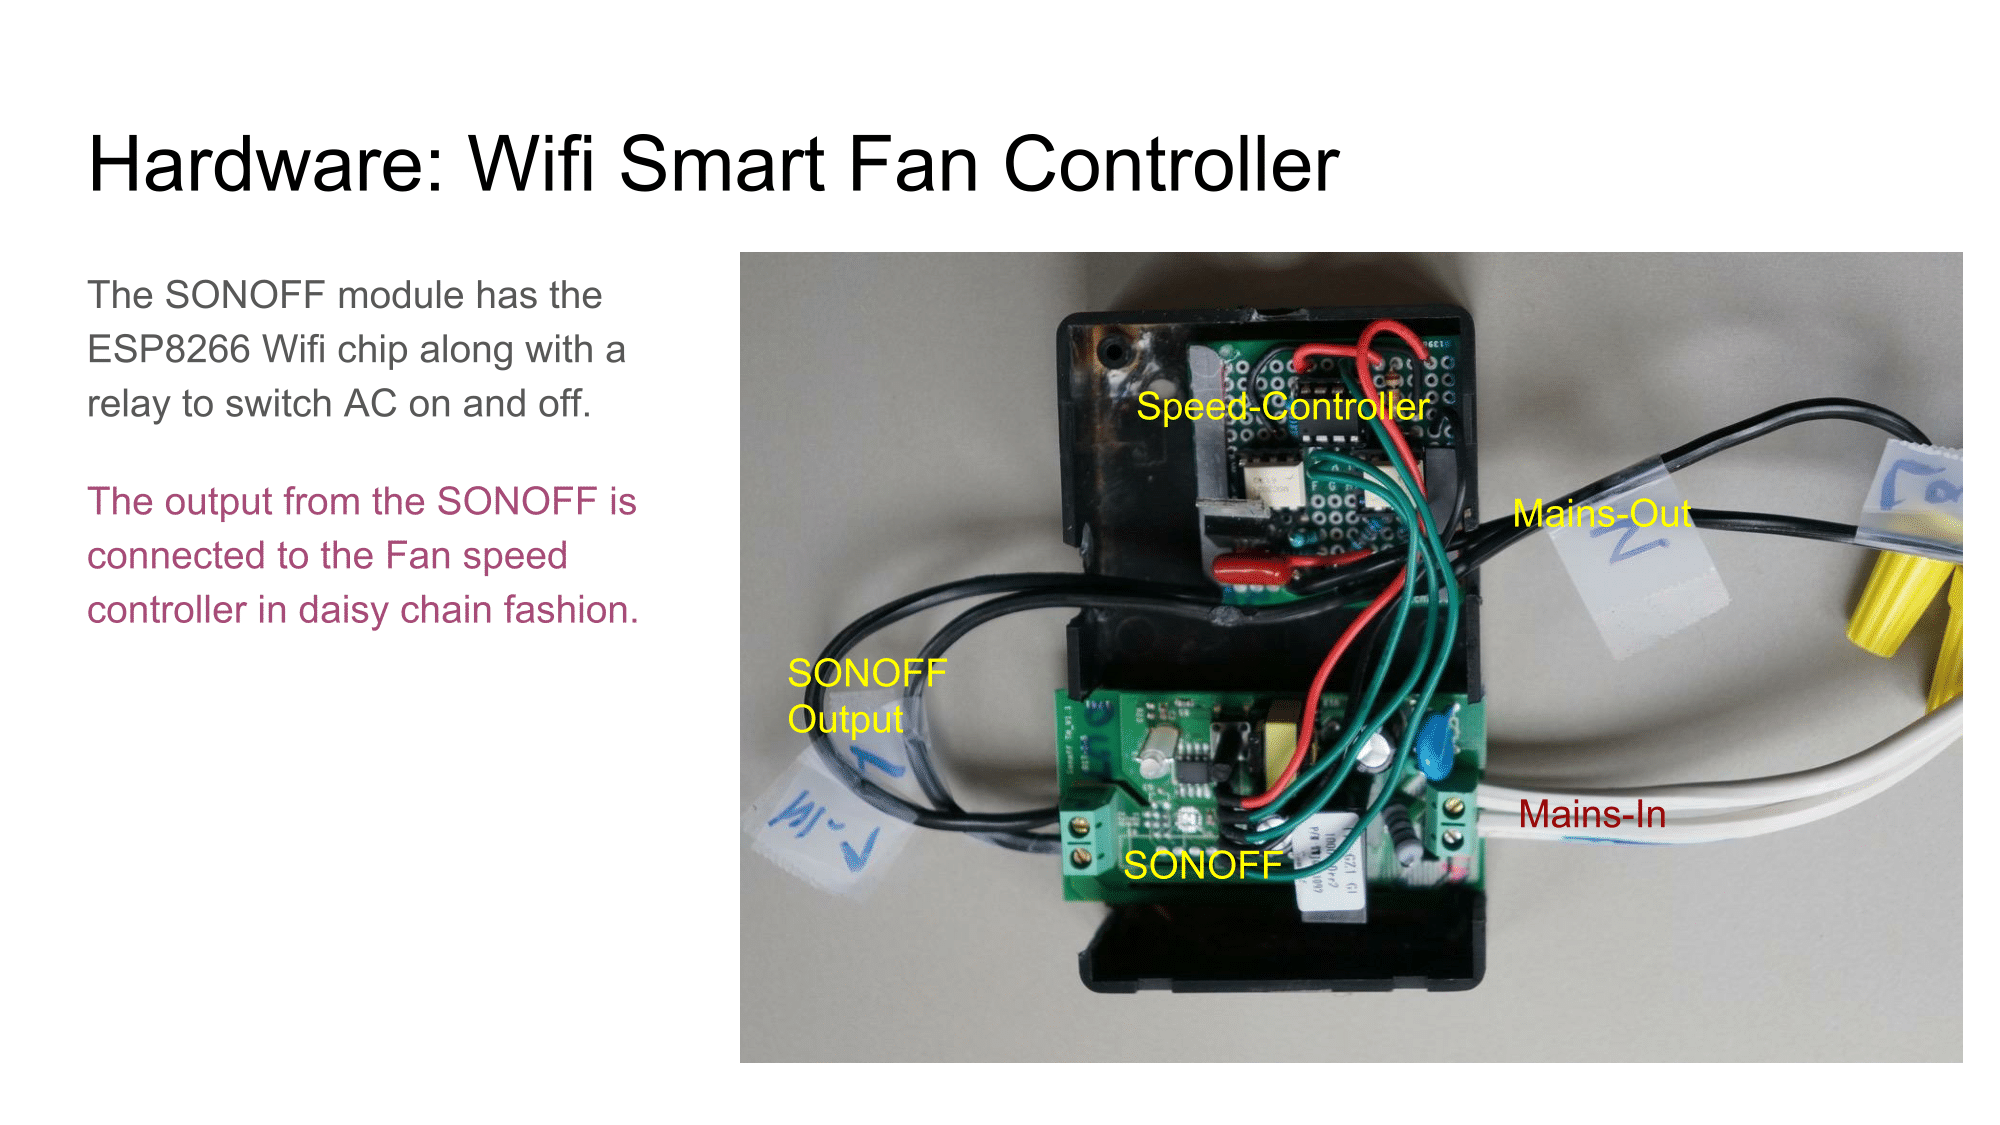 Hardware: Wifi Smart Fan Controller
The SONOFF module has the
ESP8266 Wifi chip along with a
relay to switch AC on and off.
The output from the SONOFF is
connected to the Fan speed
controller in daisy chain fashion.
Speed-Controller
Mains-Out
N
SONOFF
Output
Mains-In
SONOFF